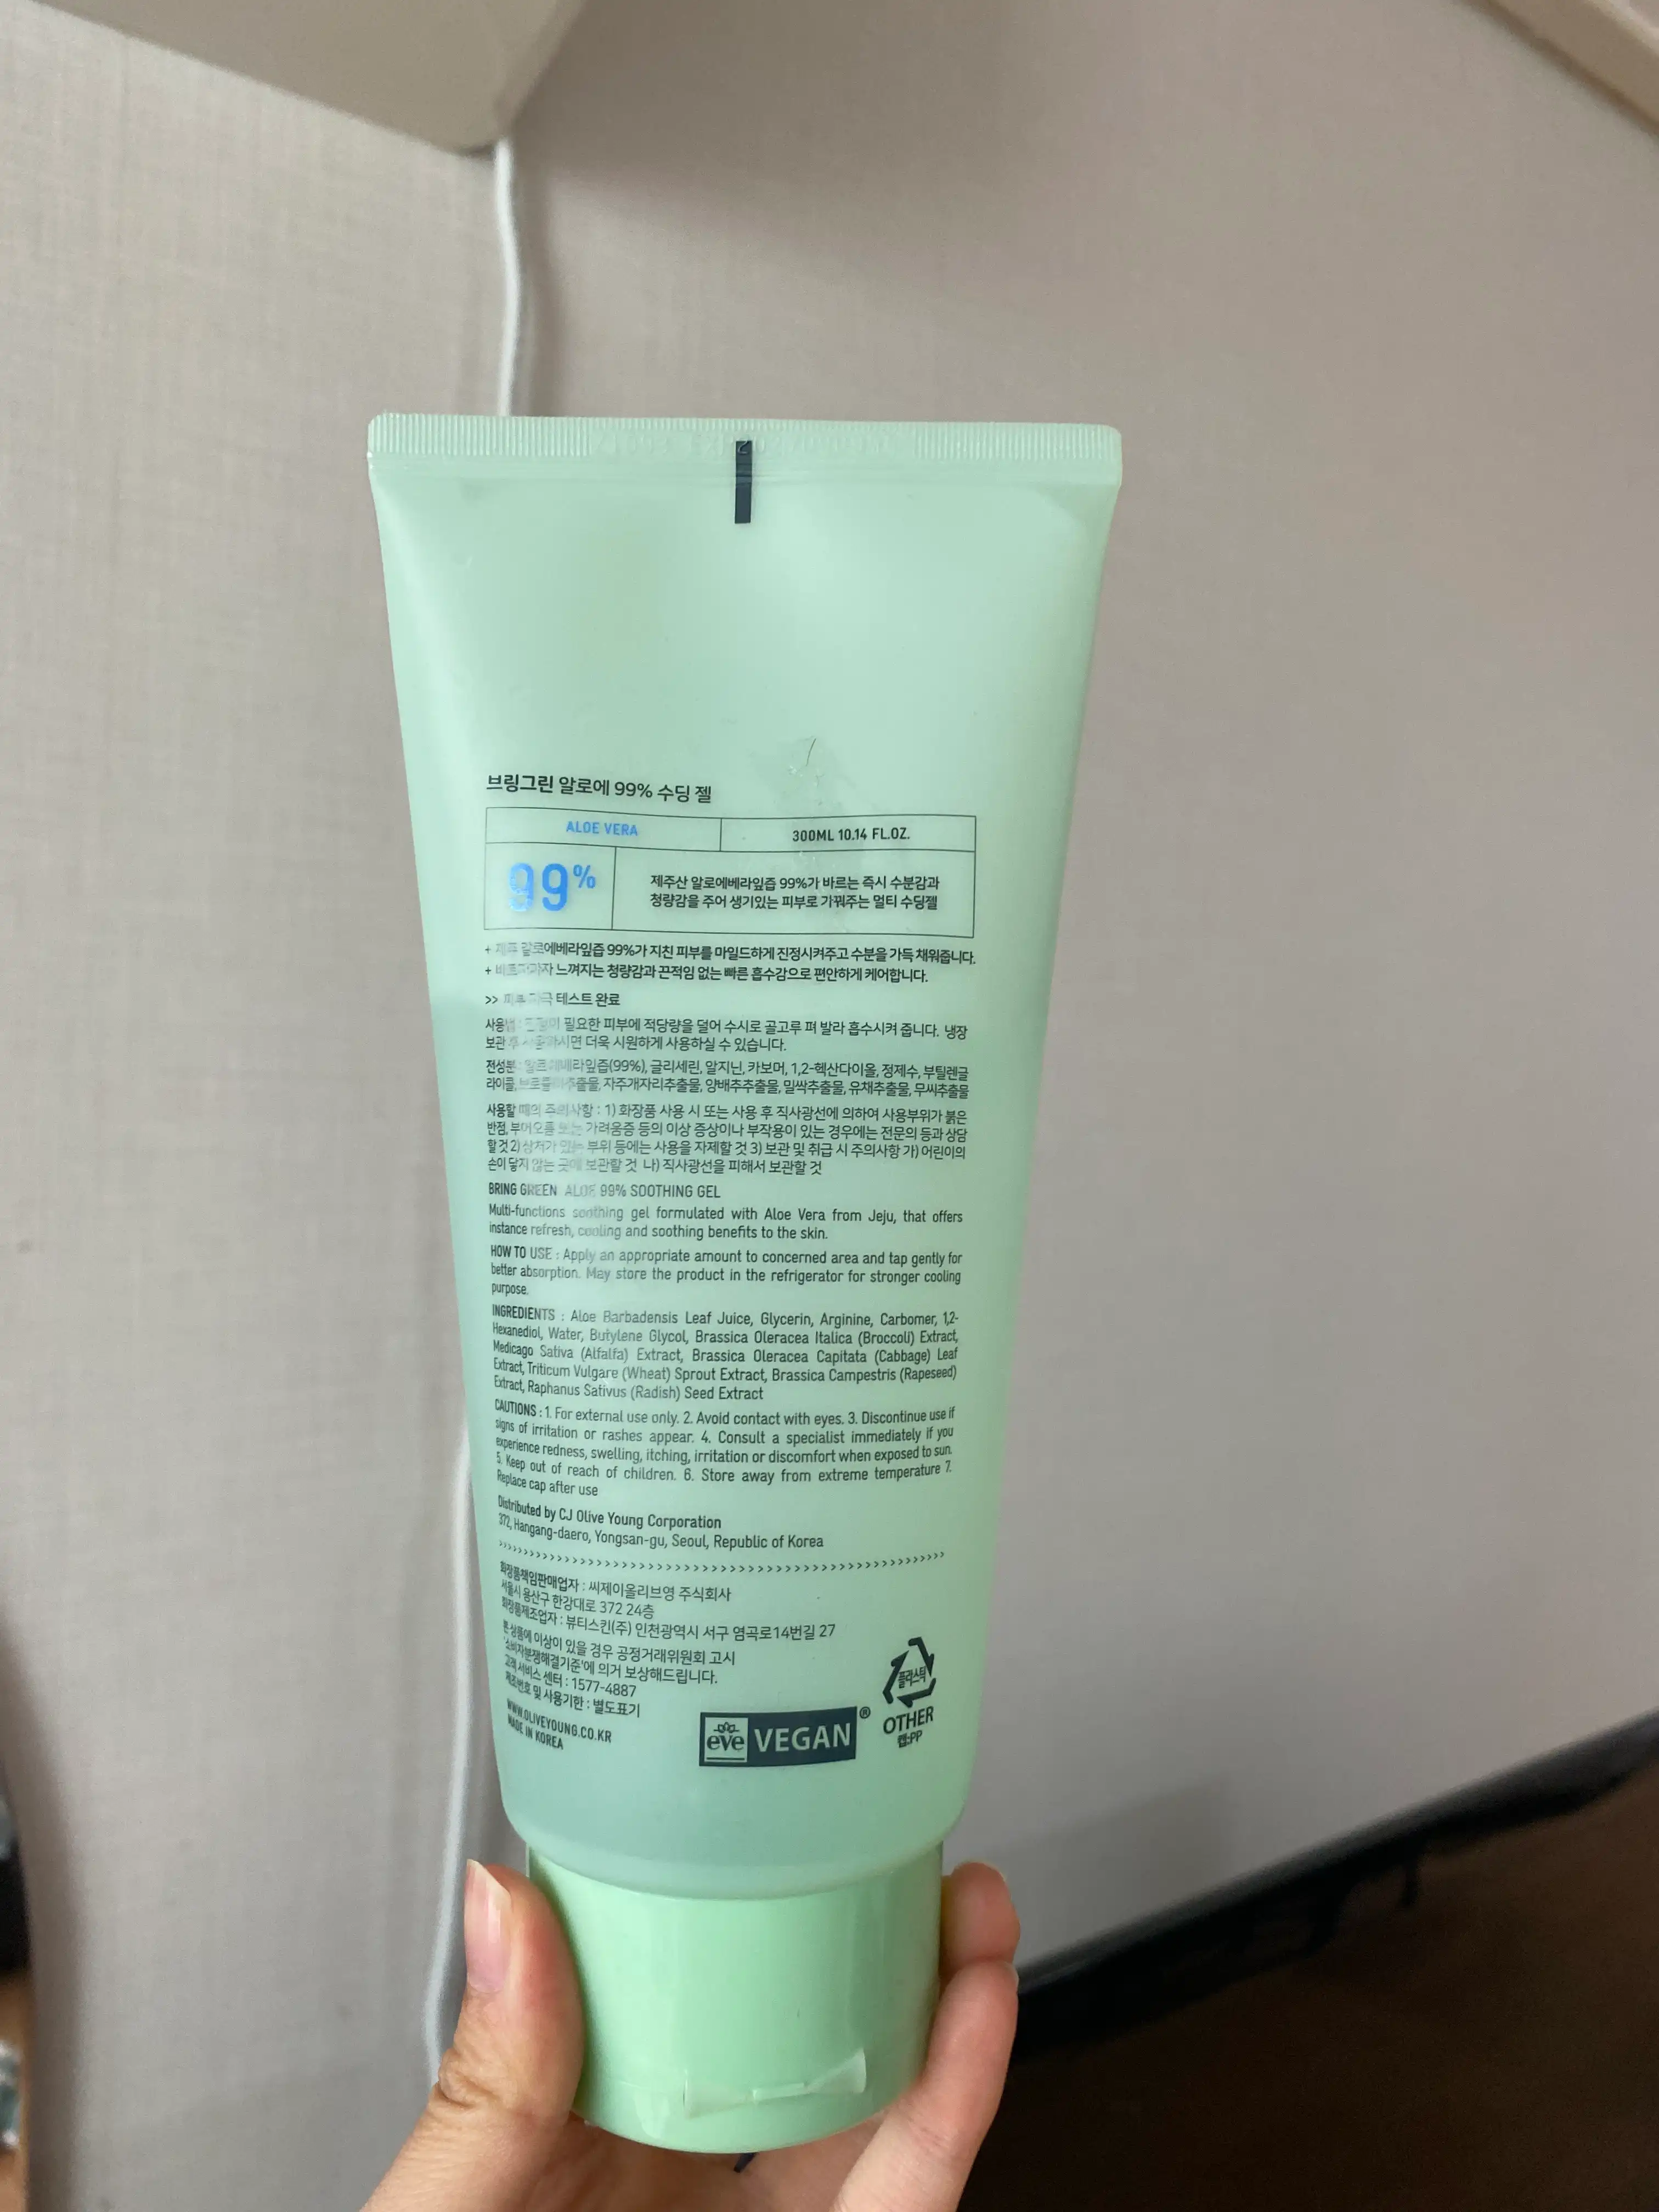 브링그린 알로에 99% 수딩 젤
ALOE VERA
300ML 10.14 FL.OZ.
99%
제주산 알로에베라잎즙 99%가 바르는 즉시 수분감과
청량감을 주어 생기있는 피부로 가꿔주는 멀티 수딩젤
+ 제주 알로에베라잎즙 99%가 지친 피부를 마일드하게 진정시켜주고 수분을 가득 채워줍니다.
+ 바르자마자 느껴지는 청량감과 끈적임 없는 빠른 흡수감으로 편안하게 케어합니다.
>> 피부 자극 테스트 완료
사용법 : 진정이 필요한 피부에 적당량을 덜어 수시로 골고루 펴 발라 흡수시켜 줍니다. 냉장
보관 후 사용하시면 더욱 시원하게 사용하실 수 있습니다.
전성분 : 알로에베라잎즙(99%), 글리세린, 알지닌, 카보머, 1,2-헥산다이올, 정제수, 부틸렌글
라이콜, 브로콜리추출물, 자주개자리추출물, 양배추추출물, 밀싹추출물, 유채추출물, 무씨추출물
사용할 때의 주의사항 : 1) 화장품 사용 시 또는 사용 후 직사광선에 의하여 사용부위가 붉은
반점, 부어오름 또는 가려움증 등의 이상 증상이나 부작용이 있는 경우에는 전문의 등과 상담
할 것 2) 상처가 있는 부위 등에는 사용을 자제할 것 3) 보관 및 취급 시 주의사항 가) 어린이의
손이 닿지 않는 곳에 보관할 것 나) 직사광선을 피해서 보관할 것
BRING GREEN ALOE 99% SOOTHING GEL
Multi-functions soothing gel formulated with Aloe Vera from Jeju, that offers
instance refresh, cooling and soothing benefits to the skin.
HOW TO USE : Apply an appropriate amount to concerned area and tap gently for
better absorption. May store the product in the refrigerator for stronger cooling
purpose.
INGREDIENTS : Aloe Barbadensis Leaf Juice, Glycerin, Arginine, Carbomer, 1,2-
Hexanediol, Water, Butylene Glycol, Brassica Oleracea Italica (Broccoli) Extract,
Medicago Sativa (Alfalfa) Extract, Brassica Oleracea Capitata (Cabbage) Leaf
Extract, Triticum Vulgare (Wheat) Sprout Extract, Brassica Campestris (Rapeseed)
Extract, Raphanus Sativus (Radish) Seed Extract
CAUTIONS : 1. For external use only. 2. Avoid contact with eyes. 3. Discontinue use if
signs of irritation or rashes appear. 4. Consult a specialist immediately if you
experience redness, swelling, itching, irritation or discomfort when exposed to sun.
5. Keep out of reach of children. 6. Store away from extreme temperature 7.
Replace cap after use
Distributed by CJ Olive Young Corporation
372, Hangang-daero, Yongsan-gu, Seoul, Republic of Korea
화장품책임판매업자 : 씨제이올리브영 주식회사
서울시 용산구 한강대로 372 24층
화장품제조업자 : 뷰티스킨(주) 인천광역시 서구 염곡로14번길 27
본 상품에 이상이 있을 경우 공정거래위원회 고시
'소비자분쟁해결기준'에 의거 보상해드립니다.
고객 서비스 센터 : 1577-4887
제조번호 및 사용기한 : 별도표기
WWW.OLIVEYOUNG.CO.KR
MADE IN KOREA
eve VEGAN ®
플라스틱
OTHER
캡:PP